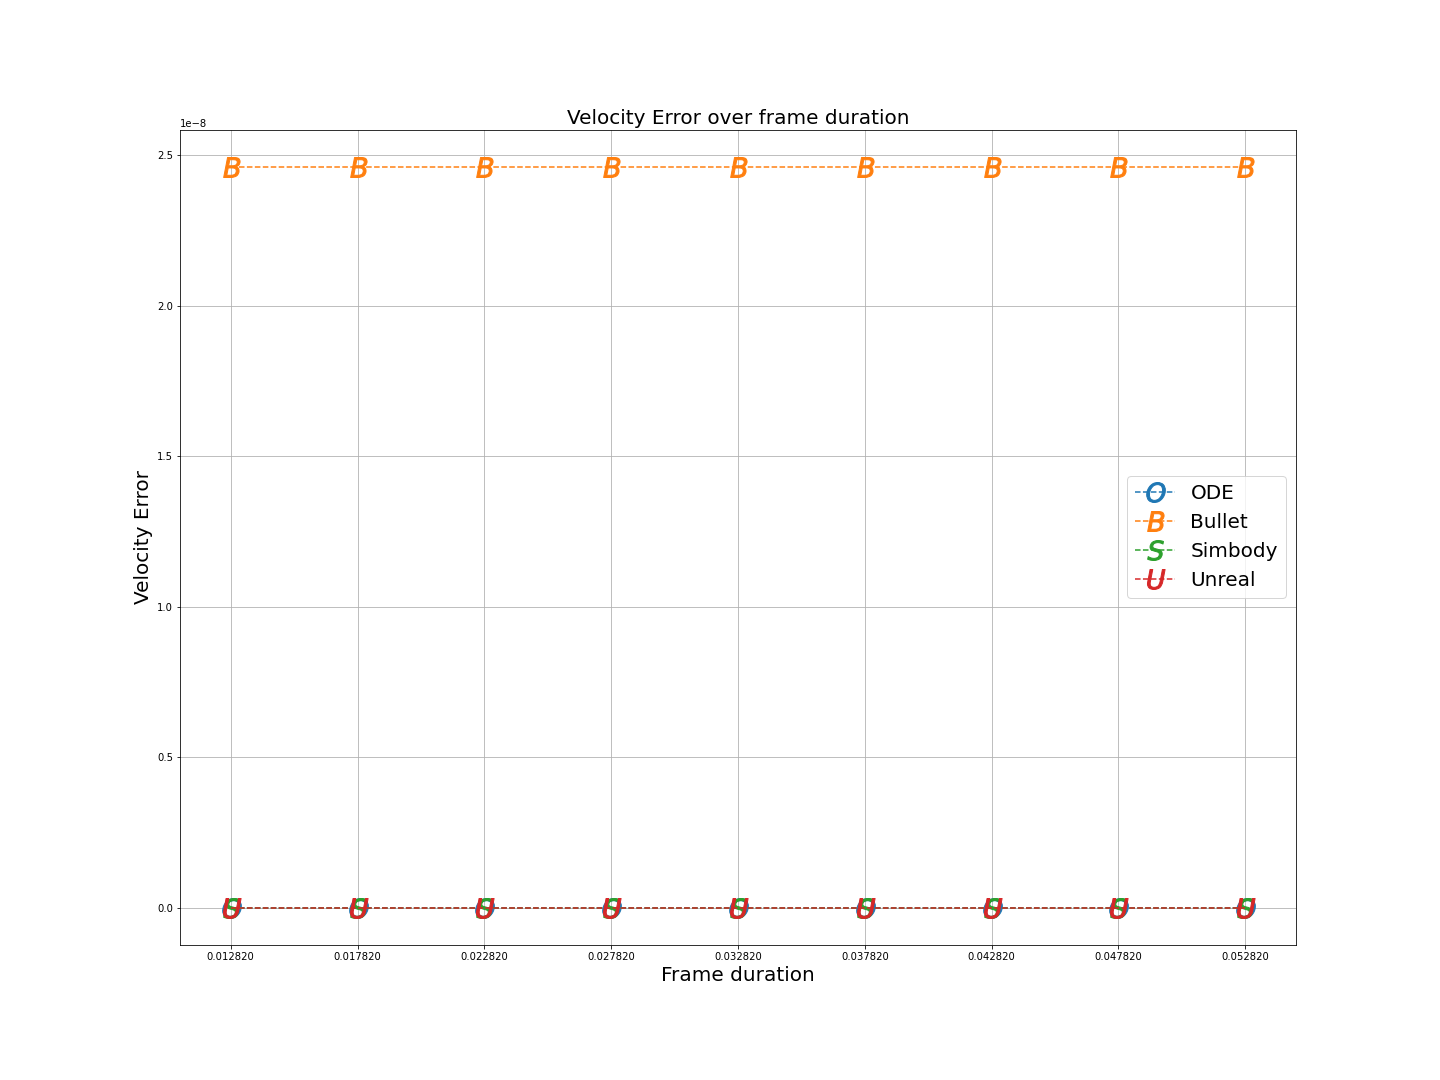 Velocity Error over frame duration
1e−8
2.5
B B B B B B B B B
2.0
1.5
Velocity Error
O ODE
B Bullet
S Simbody
U Unreal
1.0
0.5
0.0
U U U U U U U U U
0.012820 0.017820 0.022820 0.027820 0.032820 0.037820 0.042820 0.047820 0.052820
Frame duration